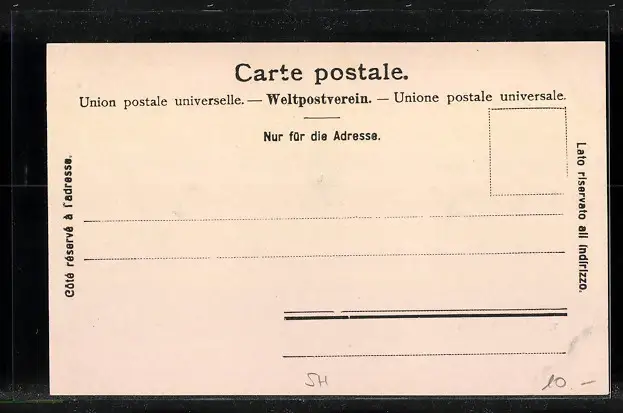 Carte postale.
Union postale universelle. — Weltpostverein. — Unione postale universale.
Nur für die Adresse.
Côté réservé à l'adresse.
Lato riservato all indirizzo.
SH
10.–